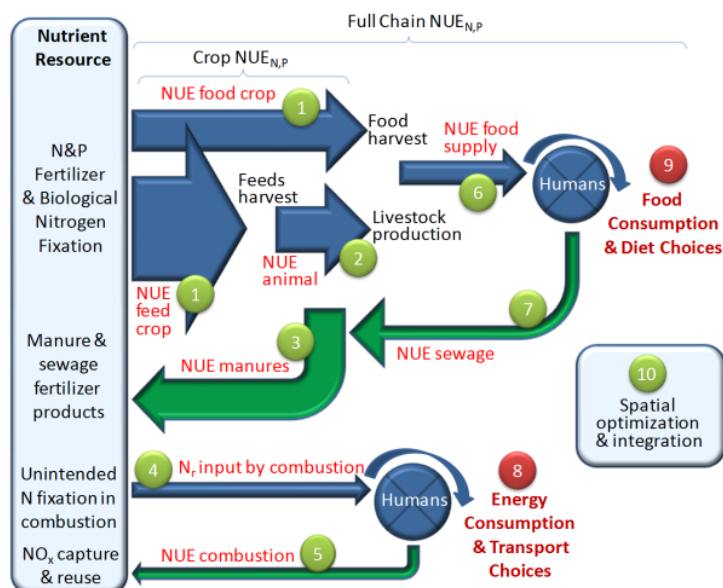 Full Chain NUE_N,P
Nutrient
Resource
Crop NUE_N,P
NUE food crop
1
Food
harvest
NUE food
supply
6
Humans
9
Food
Consumption
& Diet Choices
N&P
Fertilizer
& Biological
Nitrogen
Fixation
Feeds
harvest
Livestock
production
NUE
animal
2
NUE
feed
crop
1
7
NUE sewage
3
NUE manures
Manure &
sewage
fertilizer
products
10
Spatial
optimization
& integration
Unintended
N fixation in
combustion
4
N_r input by combustion
Humans
8
Energy
Consumption
& Transport
Choices
NO_x capture
& reuse
NUE combustion
5